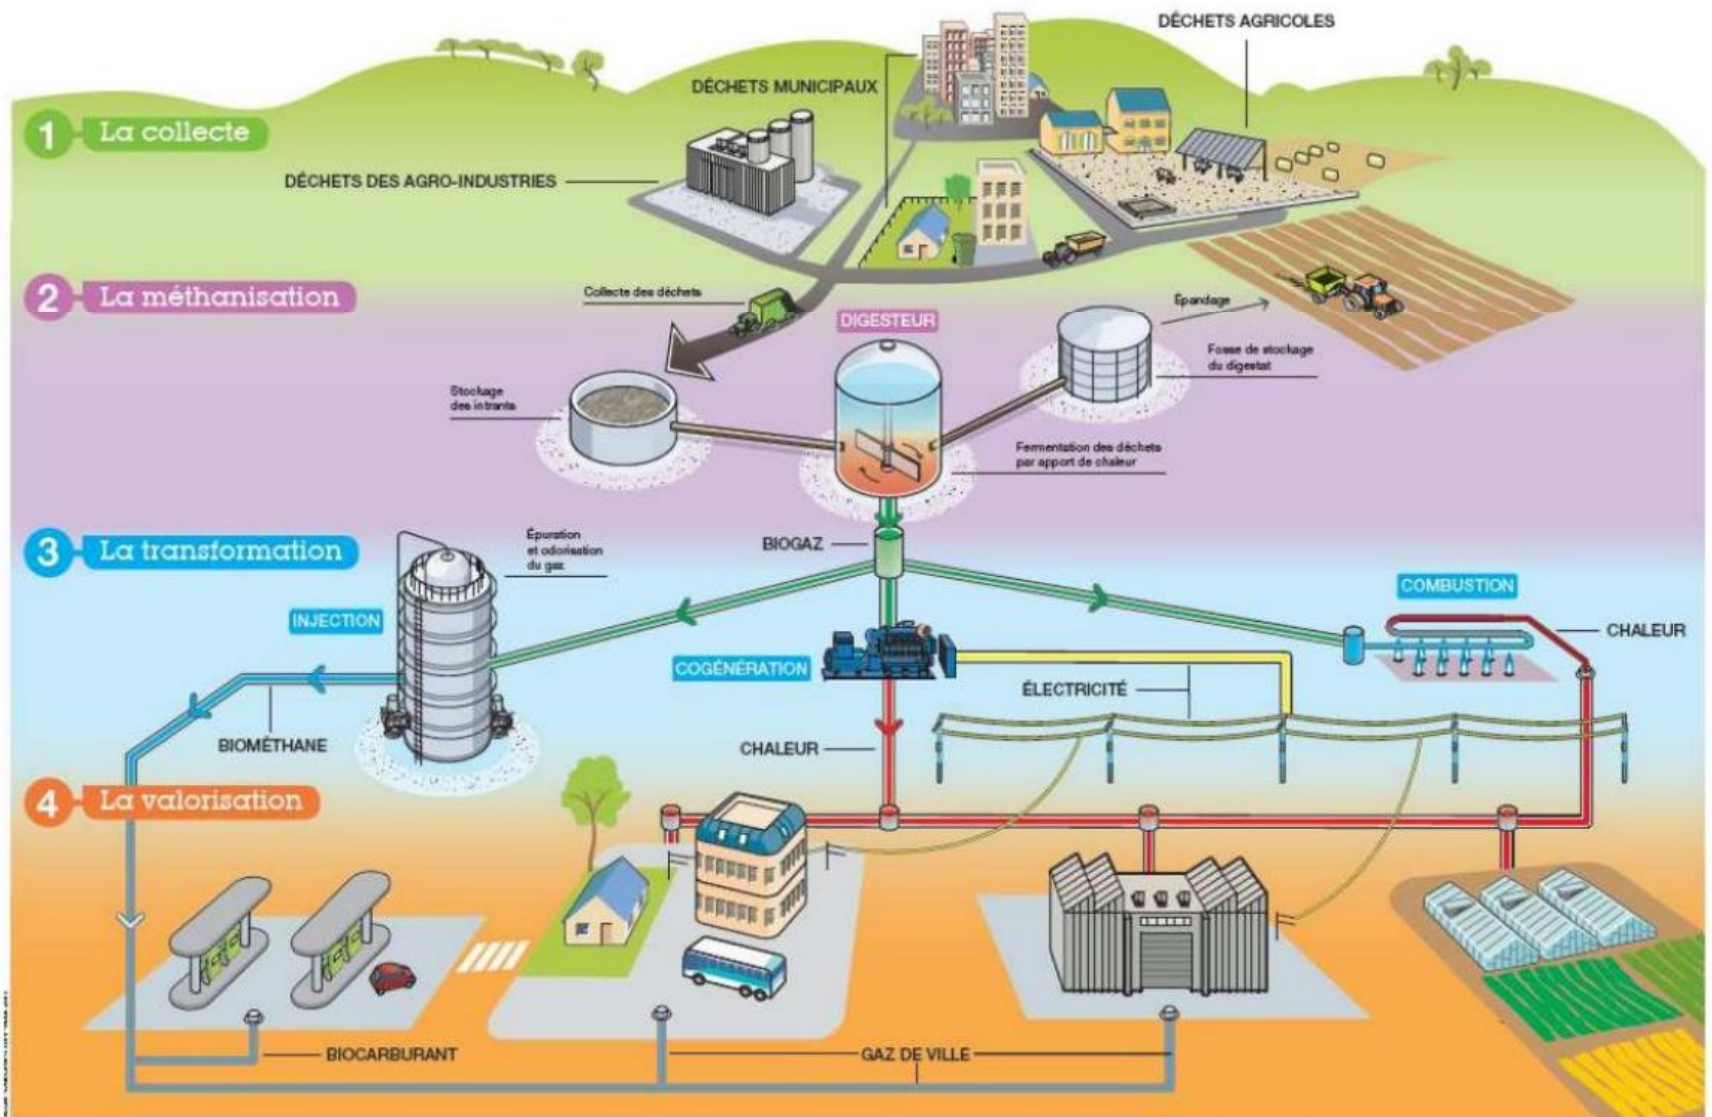 DÉCHETS AGRICOLES
DÉCHETS MUNICIPAUX
1 La collecte
DÉCHETS DES AGRO-INDUSTRIES
2 La méthanisation
Collecte des déchets
DIGESTEUR
Épandage
Fosse de stockage
du digestat
Stockage
des intrants
Fermentation des déchets
par apport de chaleur
3 La transformation
Épuration
et odorisation
du gaz
BIOGAZ
COMBUSTION
INJECTION
CHALEUR
COGÉNÉRATION
ÉLECTRICITÉ
BIOMÉTHANE
CHALEUR
4 La valorisation
BIOCARBURANT
GAZ DE VILLE